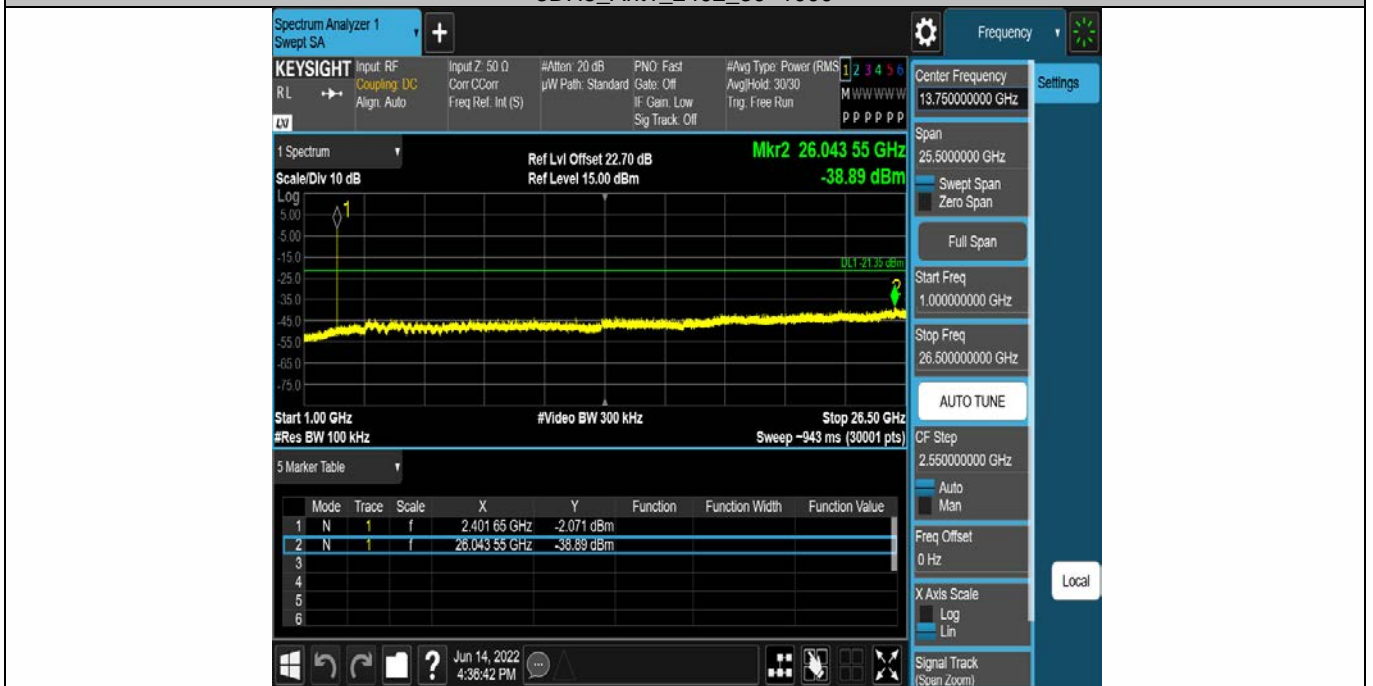 Spectrum Analyzer 1
Swept SA
+
Frequency
KEYSIGHT
RL
LXI
Input: RF
Coupling: DC
Align: Auto
Input Z: 50 Ω
Corr CCorr
Freq Ref: Int (S)
#Atten: 20 dB
µW Path: Standard
PNO: Fast
Gate: Off
IF Gain: Low
Sig Track: Off
#Avg Type: Power (RMS
Avg|Hold: 30/30
Trig: Free Run
1 2 3 4 5 6
M W W W W W
P P P P P P
1 Spectrum
Scale/Div 10 dB
Ref Lvl Offset 22.70 dB
Ref Level 15.00 dBm
Mkr2 26.043 55 GHz
-38.89 dBm
Log
5.00
-5.00
-15.0
-25.0
-35.0
-45.0
-55.0
-65.0
-75.0
1
DL1 -21.35 dBm
2
Start 1.00 GHz
#Res BW 100 kHz
#Video BW 300 kHz
Stop 26.50 GHz
Sweep ~943 ms (30001 pts)
5 Marker Table
Mode Trace Scale X Y Function Function Width Function Value
1 N 1 f 2.401 65 GHz -2.071 dBm
2 N 1 f 26.043 55 GHz -38.89 dBm
3
4
5
6
?
Jun 14, 2022
4:36:42 PM
Center Frequency
13.750000000 GHz
Settings
Span
25.5000000 GHz
Swept Span
Zero Span
Full Span
Start Freq
1.000000000 GHz
Stop Freq
26.500000000 GHz
AUTO TUNE
CF Step
2.550000000 GHz
Auto
Man
Freq Offset
0 Hz
X Axis Scale
Log
Lin
Local
Signal Track
(Span Zoom)